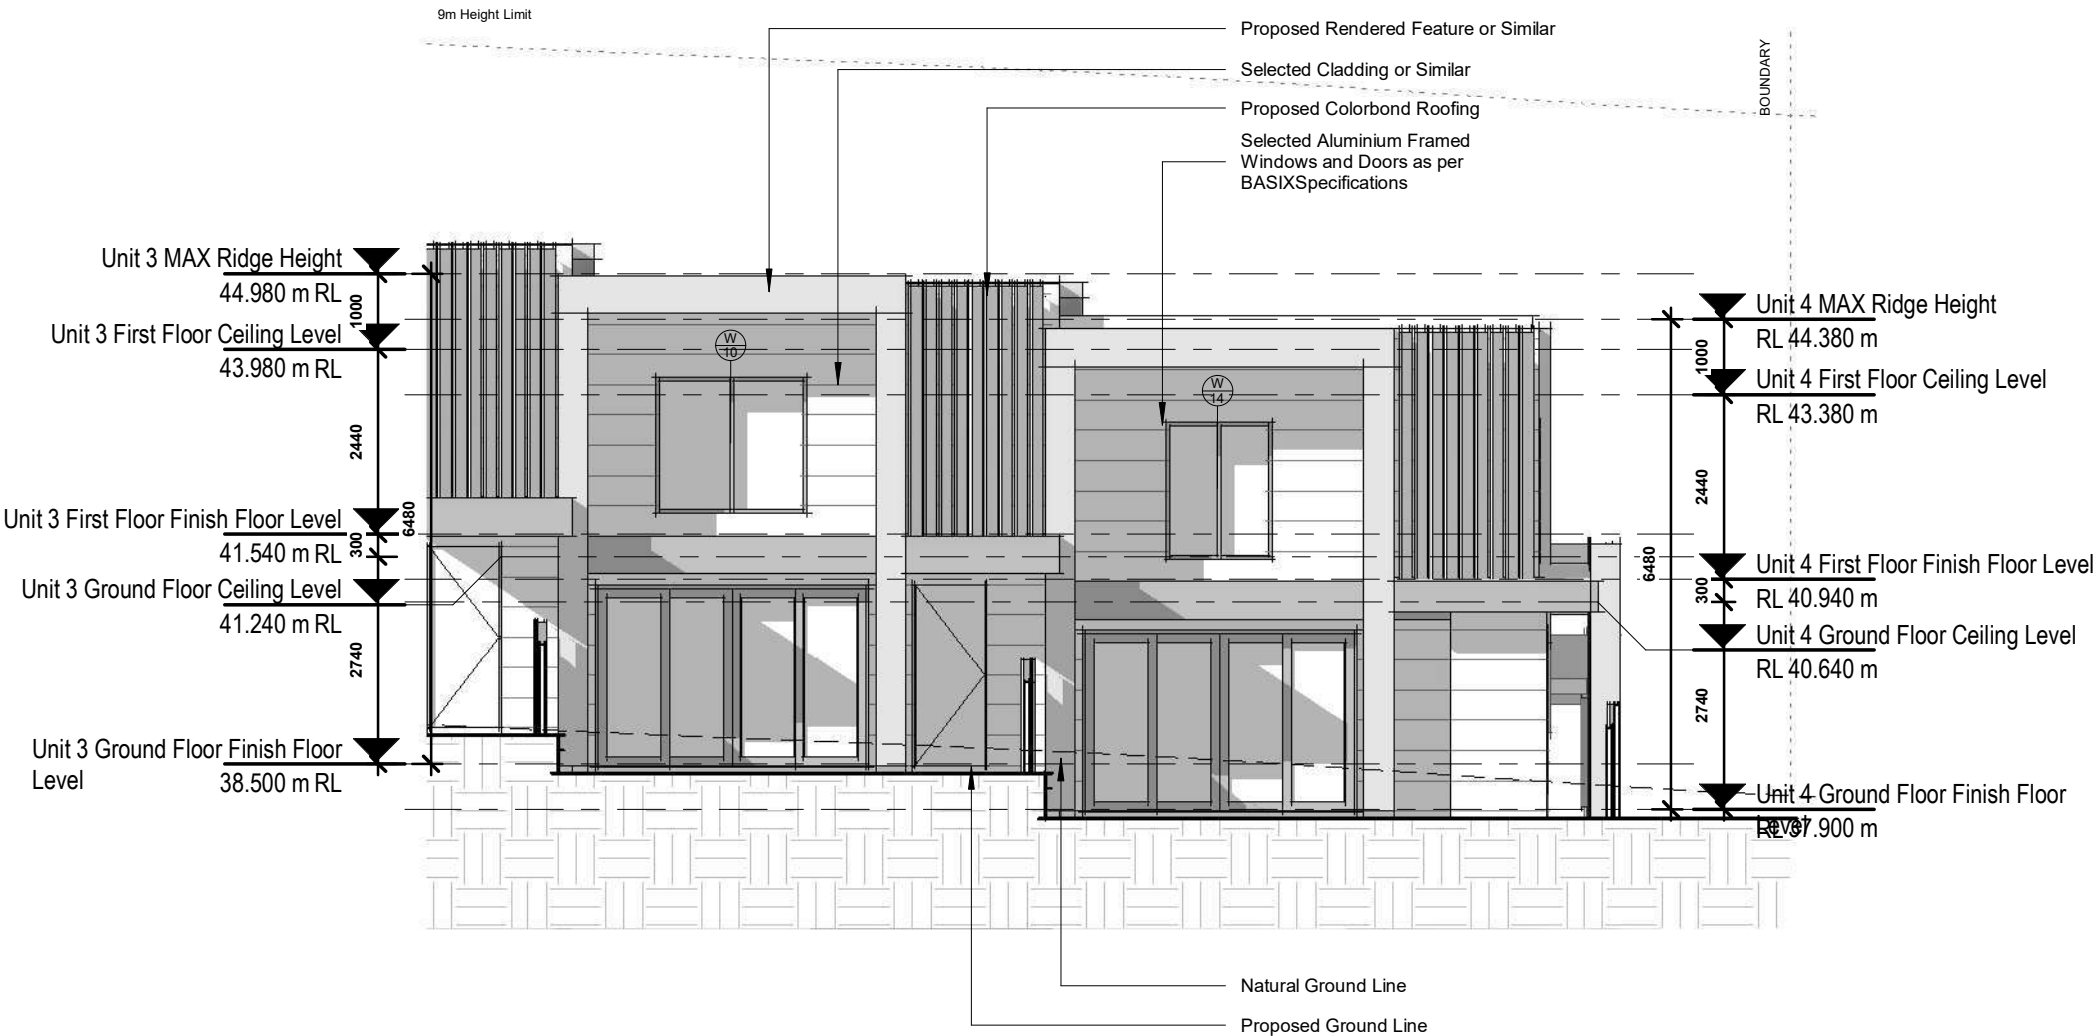 9m Height Limit
Proposed Rendered Feature or Similar
Selected Cladding or Similar
Proposed Colorbond Roofing
Selected Aluminium Framed
Windows and Doors as per
BASIXSpecifications
BOUNDARY
Unit 3 MAX Ridge Height
44.980 m RL
Unit 3 First Floor Ceiling Level
43.980 m RL
Unit 3 First Floor Finish Floor Level
41.540 m RL
Unit 3 Ground Floor Ceiling Level
41.240 m RL
Unit 3 Ground Floor Finish Floor
Level
38.500 m RL
1000
2440
300
2740
6480
W
10
W
14
6480
1000
2440
300
2740
Unit 4 MAX Ridge Height
RL 44.380 m
Unit 4 First Floor Ceiling Level
RL 43.380 m
Unit 4 First Floor Finish Floor Level
RL 40.940 m
Unit 4 Ground Floor Ceiling Level
RL 40.640 m
Unit 4 Ground Floor Finish Floor
Level
RL 37.900 m
Natural Ground Line
Proposed Ground Line